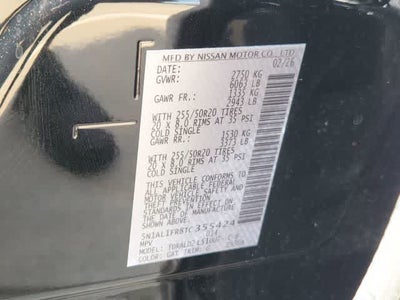 MFD BY NISSAN MOTOR CO., LTD.
DATE: 02/26
GVWR: 2750 KG
6063 LB
GAWR FR.: 1335 KG
2943 LB
WITH 255/50R20 TIRES
20 X 8.0 RIMS AT 35 PSI
COLD SINGLE
GAWR RR.: 1530 KG
3373 LB
WITH 255/50R20 TIRES
20 X 8.0 RIMS AT 35 PSI
COLD SINGLE
THIS VEHICLE CONFORMS TO
ALL APPLICABLE FEDERAL
MOTOR VEHICLE SAFETY
AND THEFT PREVENTION
STANDARDS IN EFFECT ON
THE DATE OF MANUFACTURE
SHOWN ABOVE.
355424
MPV
MODEL:
COLOR: GAT TRIM: G